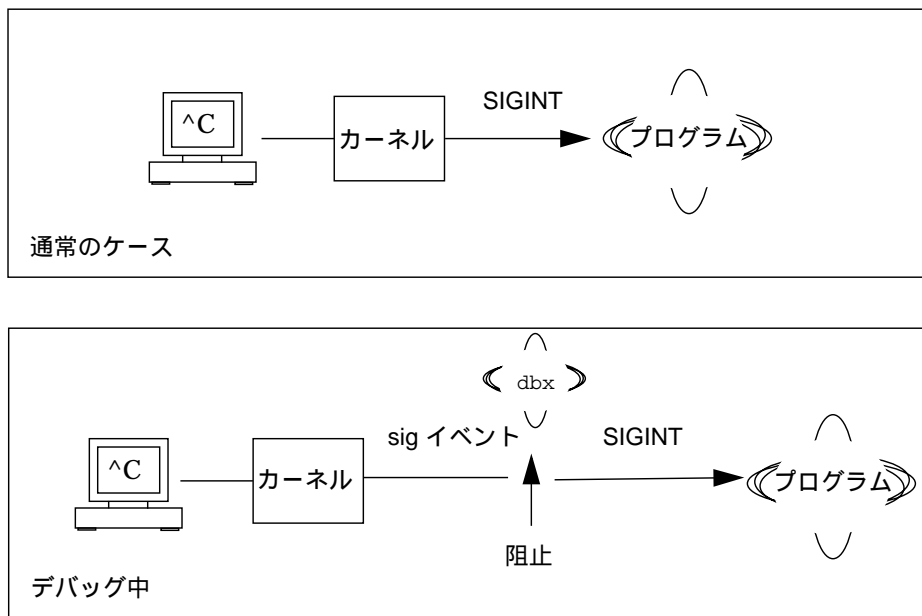 SIGINT
^C
カーネル
プログラム
通常のケース
dbx
sig イベント
SIGINT
^C
カーネル
プログラム
阻止
デバッグ中